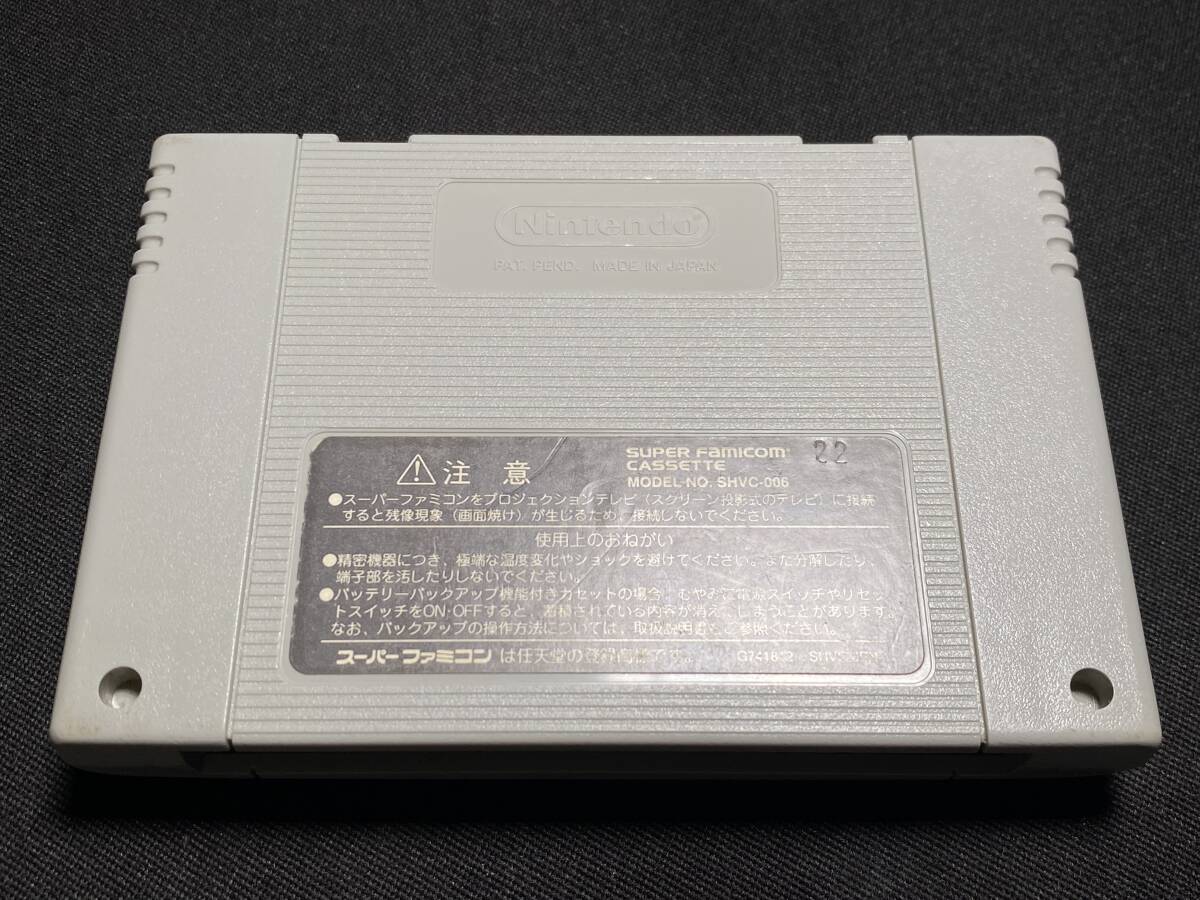 Nintendo
PAT. PEND. MADE IN JAPAN
⚠注意
SUPER FAMICOM
CASSETTE
MODEL-NO. SHVC-006
22
●スーパーファミコンをプロジェクションテレビ(スクリーン投影式のテレビ)に接続
すると残像現象(画面焼け)が生じるため、接続しないでください。
使用上のおねがい
●精密機器につき、極端な温度変化やショックを避けてください。また分解したり、
端子部を汚したりしないでください。
●バッテリーバックアップ機能付きカセットの場合、むやみに電源スイッチやリセッ
トスイッチをON・OFFすると、蓄積されている内容が消えてしまうことがあります。
なお、バックアップの操作方法については、取扱説明書をご参照ください。
スーパーファミコンは任天堂の登録商標です。